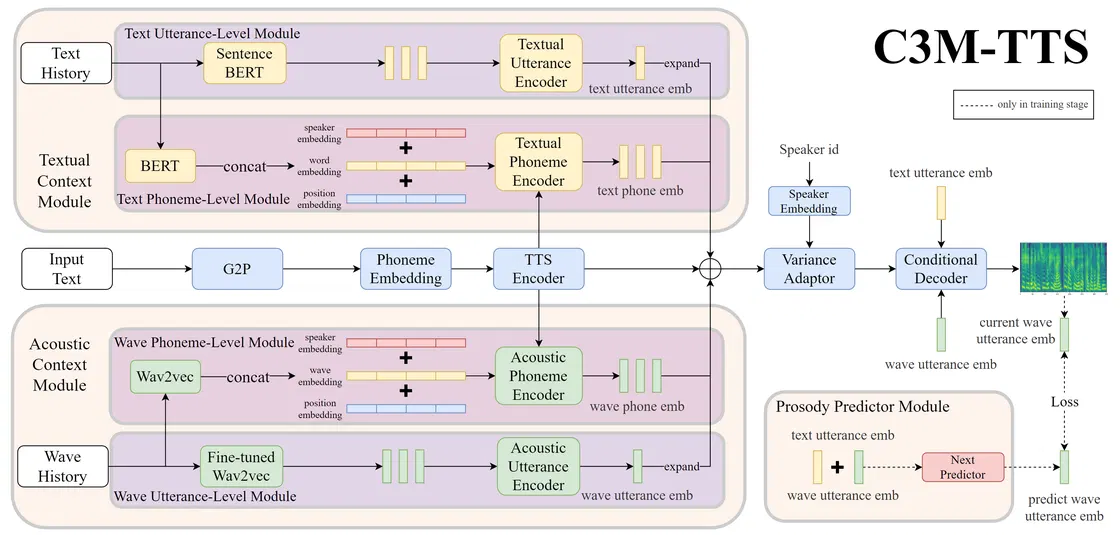 C3M-TTS
only in training stage
Text Utterance-Level Module
Text
History
Sentence
BERT
Textual
Utterance
Encoder
text utterance emb
expand
Textual
Context
Module
BERT
concat
speaker
embedding
word
embedding
position
embedding
Textual
Phoneme
Encoder
text phone emb
Text Phoneme-Level Module
Input
Text
G2P
Phoneme
Embedding
TTS
Encoder
Speaker id
Speaker
Embedding
Variance
Adaptor
text utterance emb
Conditional
Decoder
wave utterance emb
current wave
utterance emb
Loss
predict wave
utterance emb
Acoustic
Context
Module
Wave Phoneme-Level Module
Wav2vec
concat
speaker
embedding
wave
embedding
position
embedding
Acoustic
Phoneme
Encoder
wave phone emb
Wave
History
Fine-tuned
Wav2vec
Acoustic
Utterance
Encoder
wave utterance emb
expand
Wave Utterance-Level Module
Prosody Predictor Module
text utterance emb
wave utterance emb
Next
Predictor